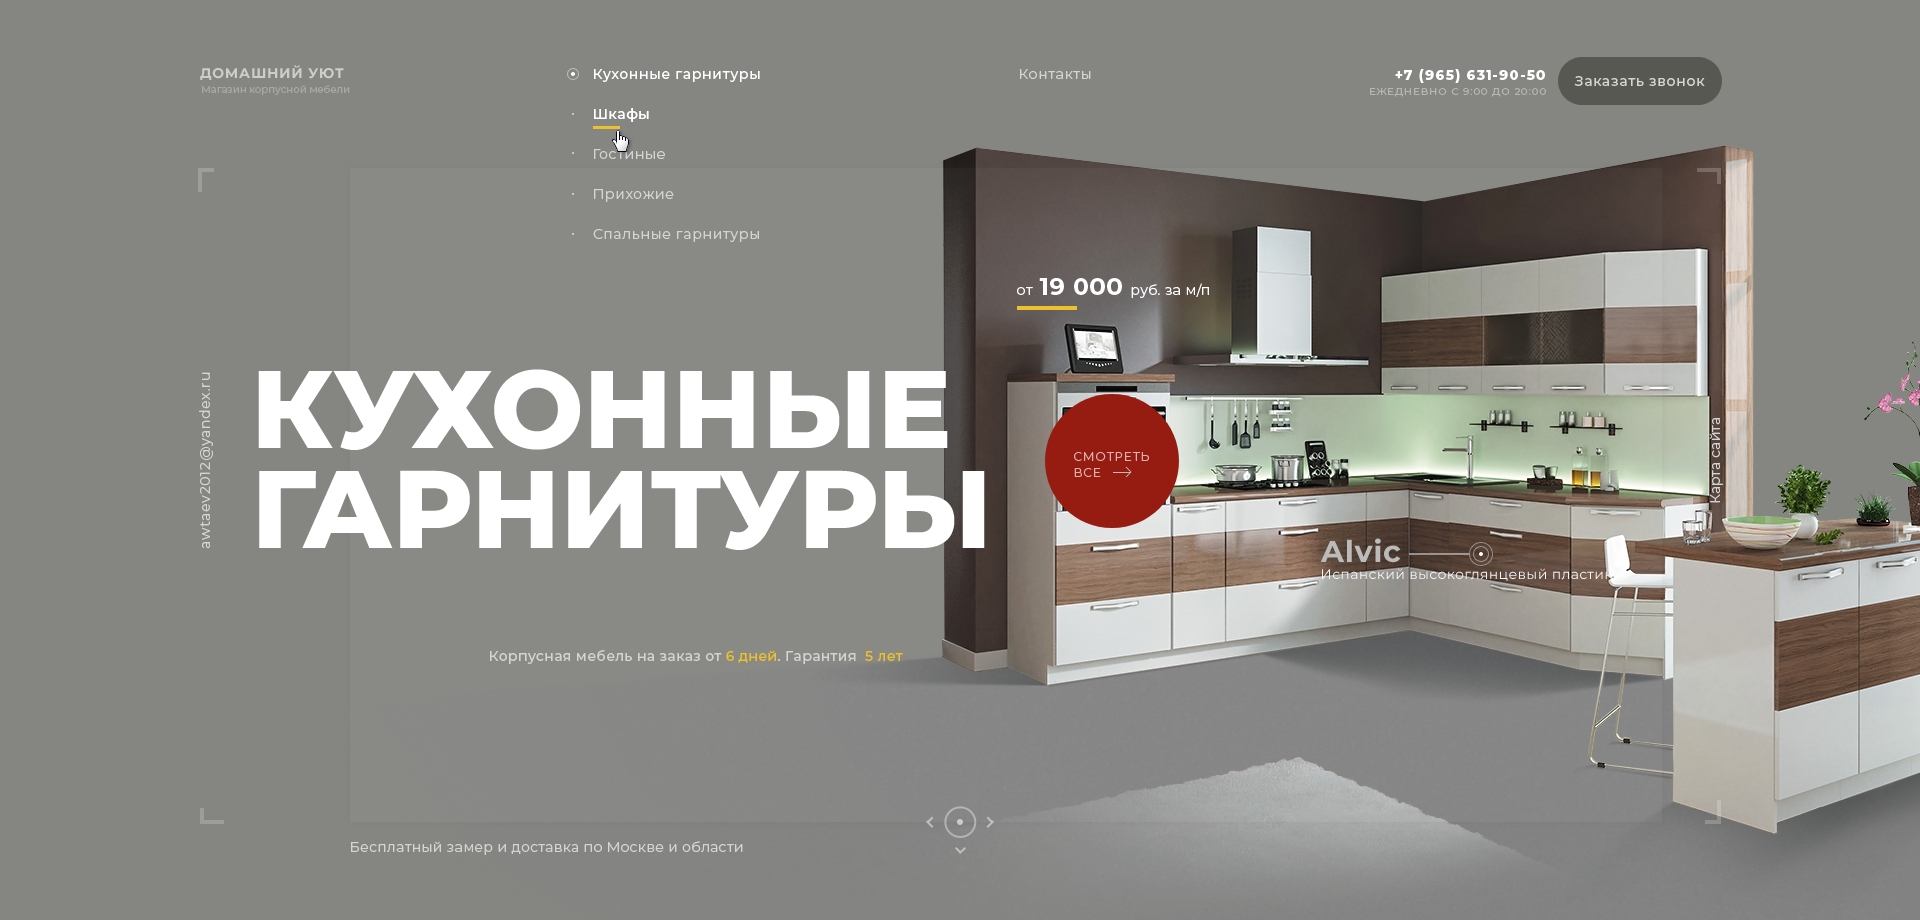 ДОМАШНИЙ УЮТ
Магазин корпусной мебели
Кухонные гарнитуры
Шкафы
Гостиные
Прихожие
Спальные гарнитуры
Контакты
+7 (965) 631-90-50
ЕЖЕДНЕВНО С 9:00 ДО 20:00
Заказать звонок
от 19 000 руб. за м/п
awtaev2012@yandex.ru
КУХОННЫЕ
ГАРНИТУРЫ
СМОТРЕТЬ
ВСЕ
Карта сайта
Alvic
Испанский высокоглянцевый пластик
Корпусная мебель на заказ от 6 дней. Гарантия 5 лет
Бесплатный замер и доставка по Москве и области